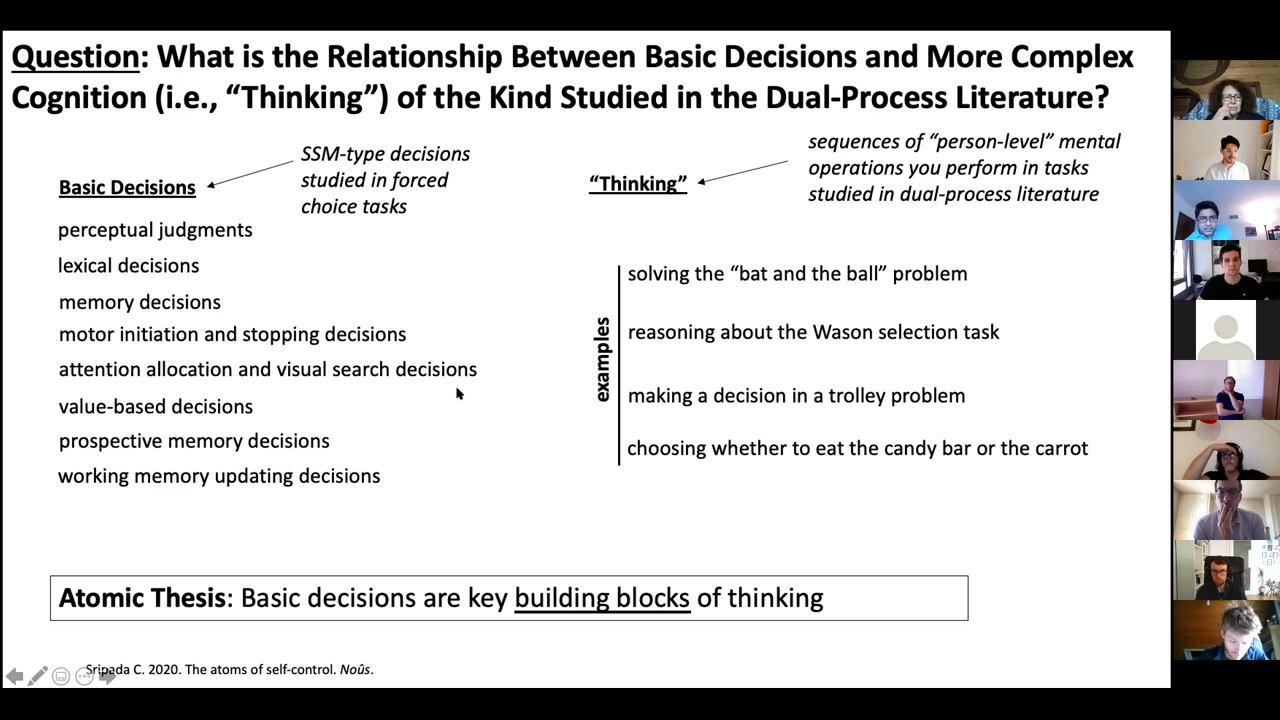 Question: What is the Relationship Between Basic Decisions and More Complex
Cognition (i.e., “Thinking”) of the Kind Studied in the Dual-Process Literature?
Basic Decisions
SSM-type decisions
studied in forced
choice tasks
perceptual judgments
lexical decisions
memory decisions
motor initiation and stopping decisions
attention allocation and visual search decisions
value-based decisions
prospective memory decisions
working memory updating decisions
“Thinking”
sequences of “person-level” mental
operations you perform in tasks
studied in dual-process literature
examples
solving the “bat and the ball” problem
reasoning about the Wason selection task
making a decision in a trolley problem
choosing whether to eat the candy bar or the carrot
Atomic Thesis: Basic decisions are key building blocks of thinking
Sripada C. 2020. The atoms of self-control. Noûs.